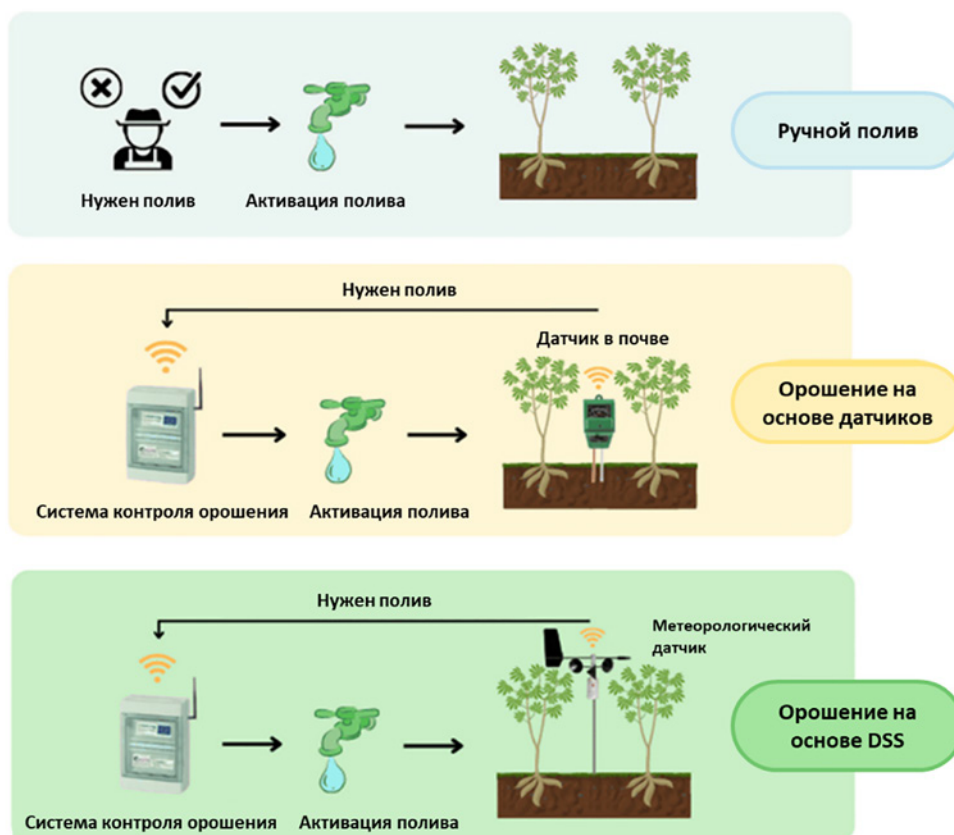 Ручной полив
Нужен полив
Активация полива
Нужен полив
Датчик в почве
Орошение на
основе датчиков
Система контроля орошения
Активация полива
Нужен полив
Метеорологический
датчик
Орошение на
основе DSS
Система контроля орошения
Активация полива